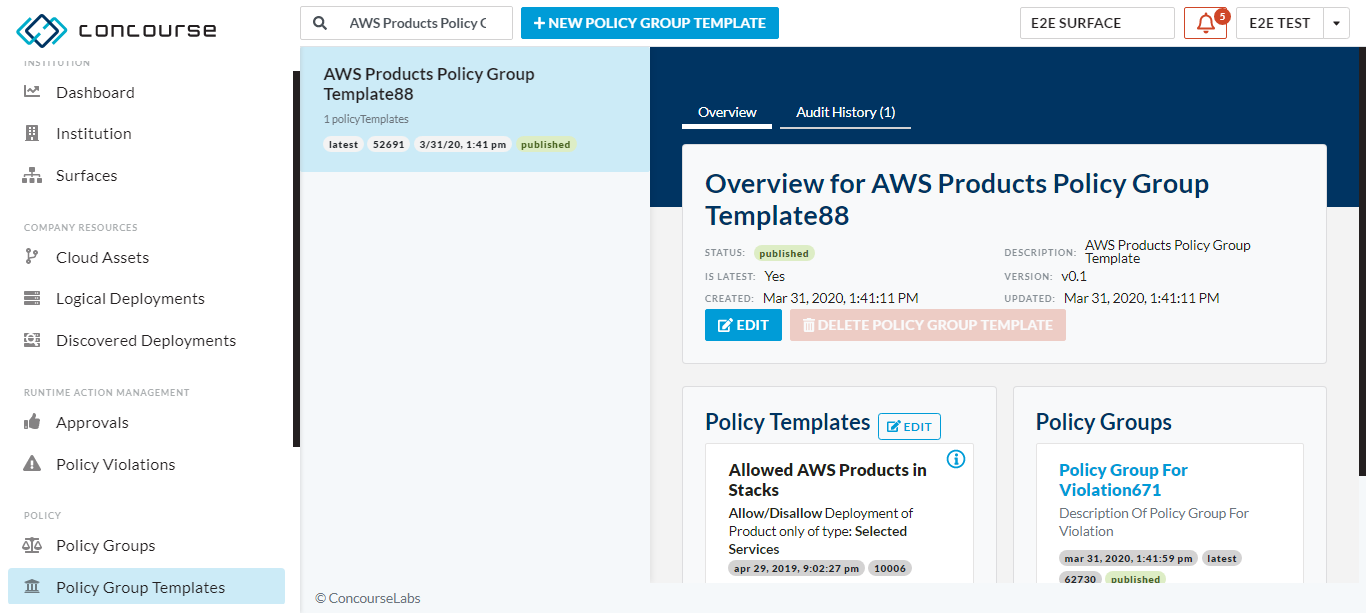 concourse
AWS Products Policy G
+ NEW POLICY GROUP TEMPLATE
E2E SURFACE
5
E2E TEST
INSTITUTION
Dashboard
Institution
Surfaces
COMPANY RESOURCES
Cloud Assets
Logical Deployments
Discovered Deployments
RUNTIME ACTION MANAGEMENT
Approvals
Policy Violations
POLICY
Policy Groups
Policy Group Templates
AWS Products Policy Group
Template88
1 policyTemplates
latest 52691 3/31/20, 1:41 pm published
Overview Audit History (1)
Overview for AWS Products Policy Group
Template88
STATUS: published
IS LATEST: Yes
CREATED: Mar 31, 2020, 1:41:11 PM
DESCRIPTION: AWS Products Policy Group
Template
VERSION: v0.1
UPDATED: Mar 31, 2020, 1:41:11 PM
EDIT
DELETE POLICY GROUP TEMPLATE
Policy Templates EDIT
Allowed AWS Products in
Stacks
Allow/Disallow Deployment of
Product only of type: Selected
Services
apr 29, 2019, 9:02:27 pm 10006
Policy Groups
Policy Group For
Violation671
Description Of Policy Group For
Violation
mar 31, 2020, 1:41:59 pm latest
62730 published
© ConcourseLabs